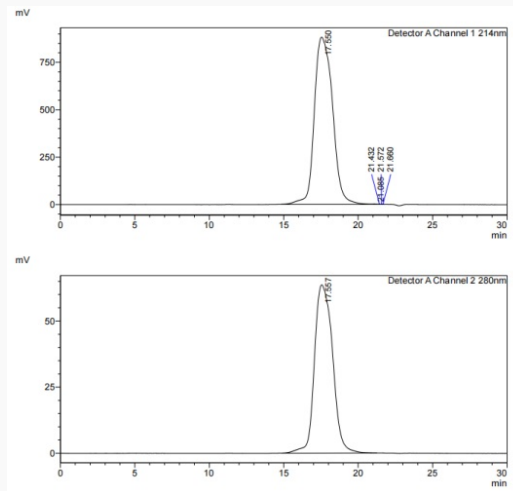 mV
Detector A Channel 1 214nm
17.550
21.085
21.432
21.572
21.660
750
500
250
0
0 5 10 15 20 25 30
min
mV
Detector A Channel 2 280nm
17.557
50
25
0
0 5 10 15 20 25 30
min